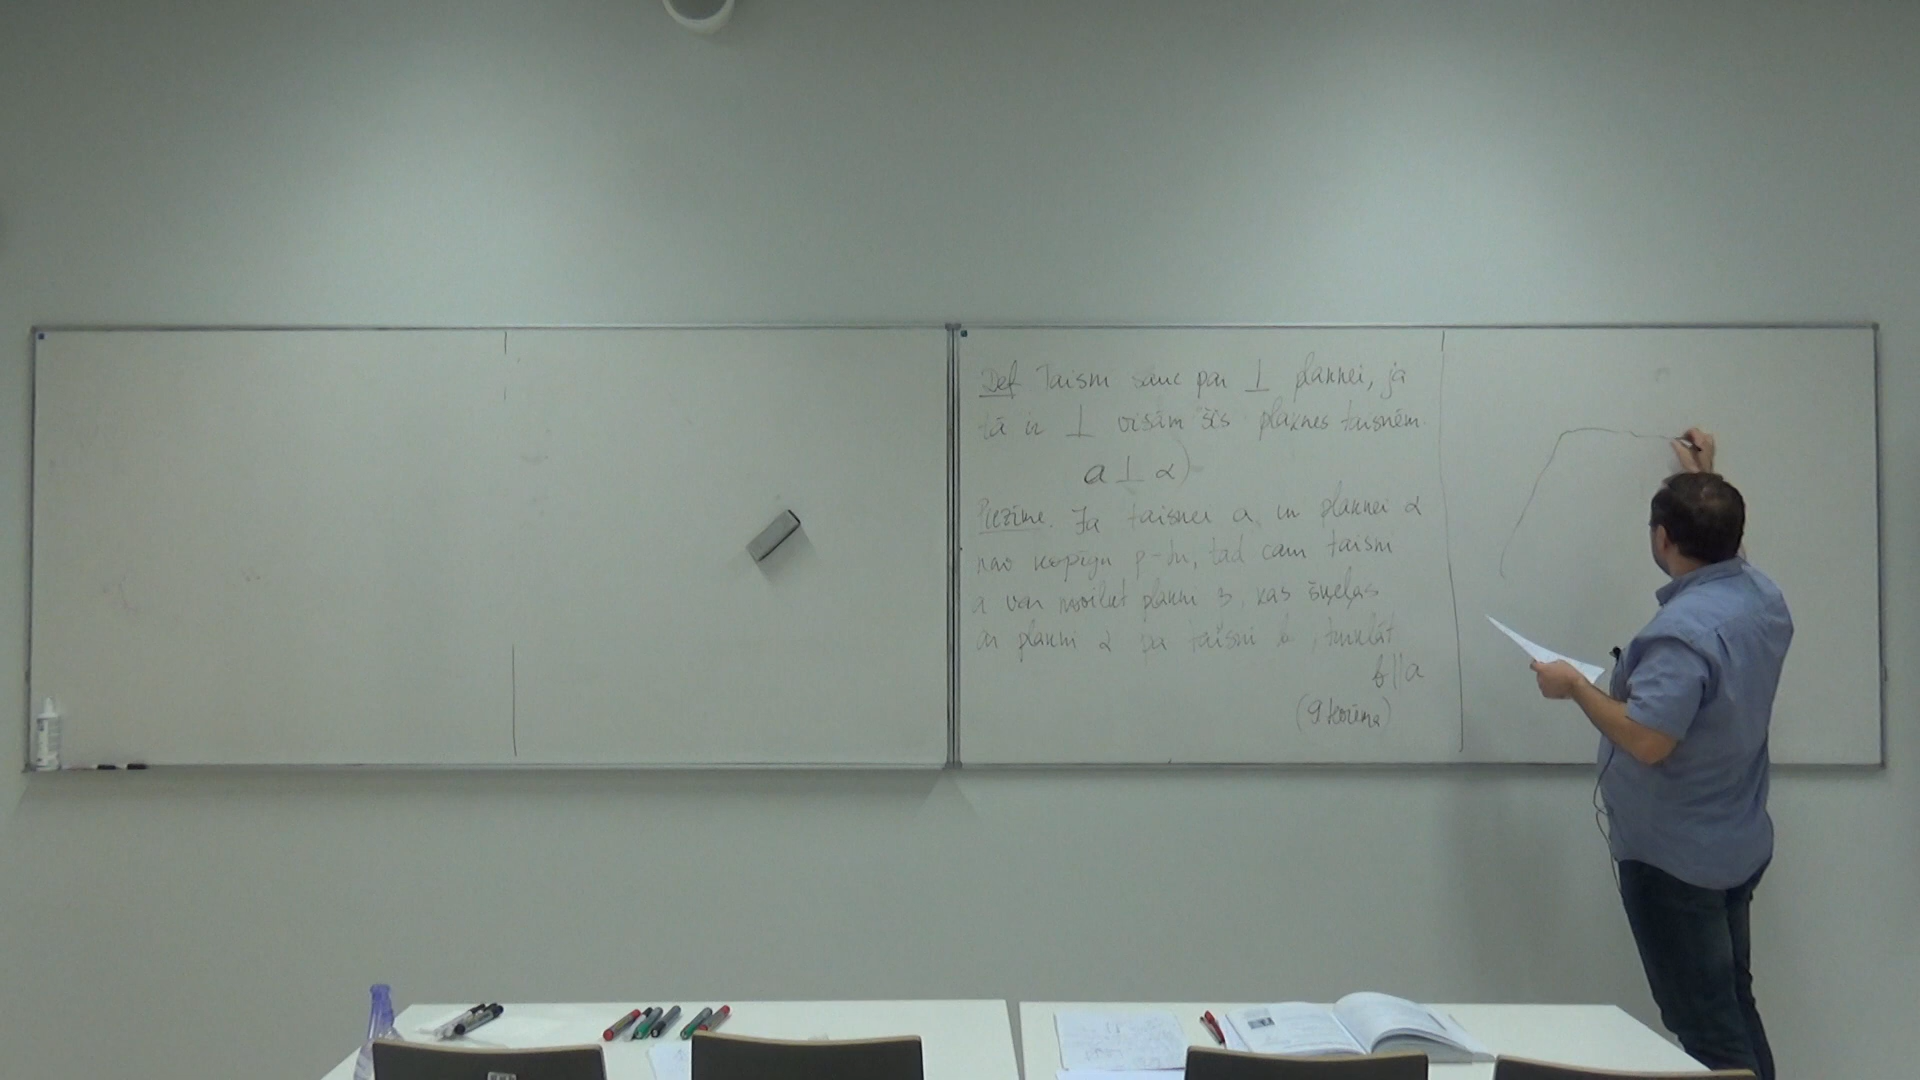 Def Taisni sauc par ⊥ plaknei, ja
tā ir ⊥ visām šīs plaknes taisnēm.
a ⊥ α)
Piezīme. Ja taisnei a un plaknei α
nav kopīgu p-tu, tad caur taisni
a var novilkt plakni β, kas šķeļas
ar plakni α pa taisni b, turklāt
b || a
(9 teorēma)